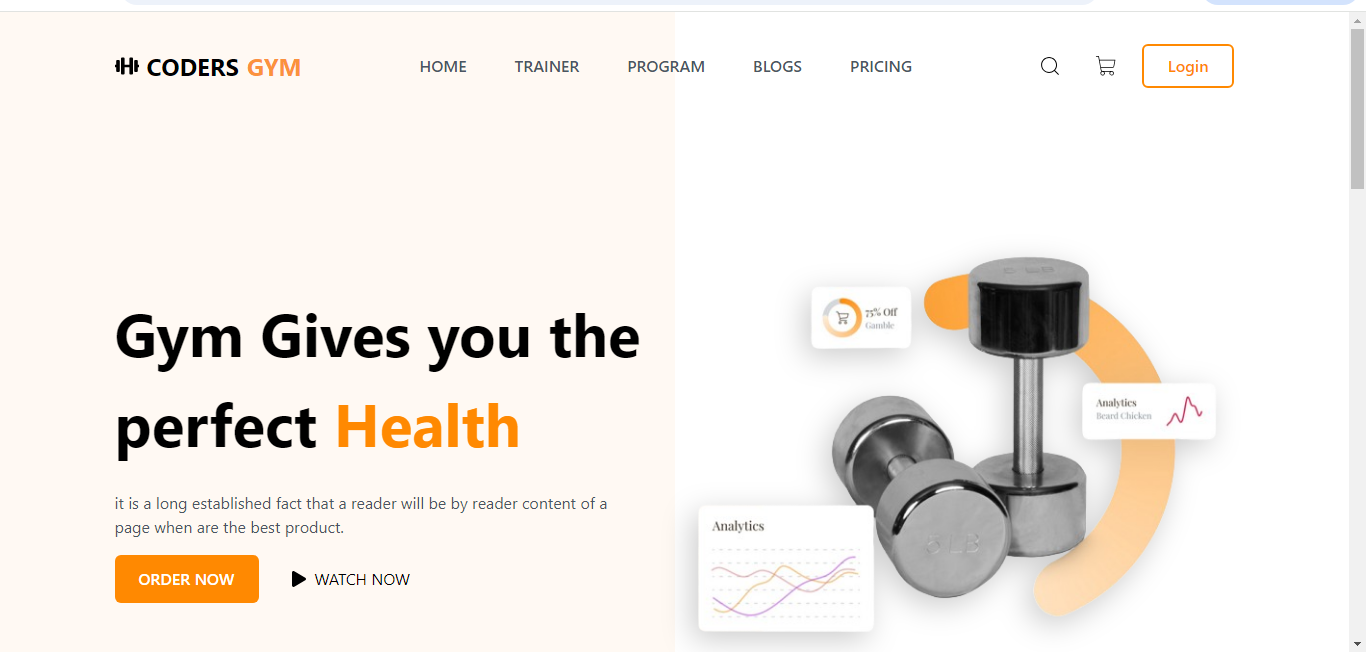 CODERS GYM
HOME
TRAINER
PROGRAM
BLOGS
PRICING
Login
Gym Gives you the
perfect Health
it is a long established fact that a reader will be by reader content of a
page when are the best product.
ORDER NOW
WATCH NOW
75% Off
Gamble
5 LB
Analytics
Beard Chicken
Analytics
LB